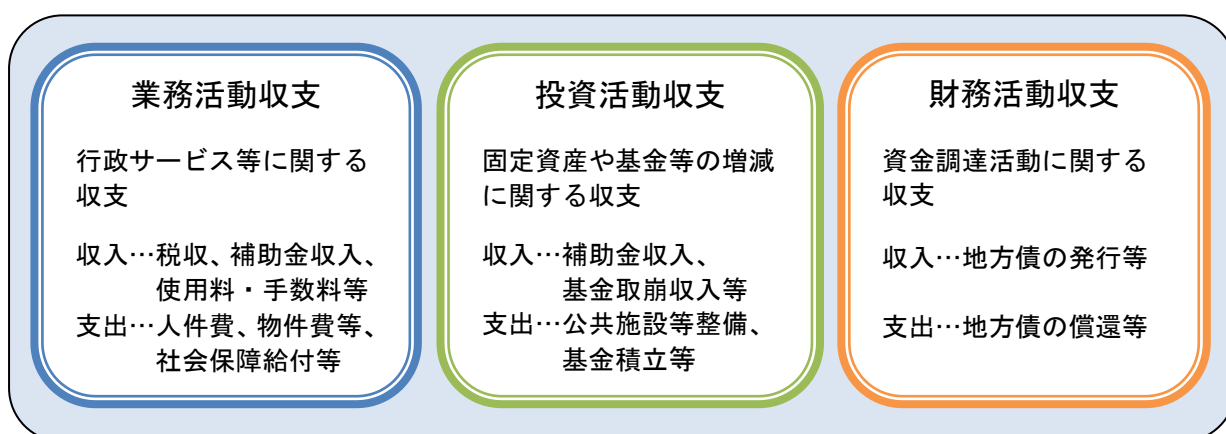 業務活動収支
行政サービス等に関する
収支
収入…税収、補助金収入、
使用料・手数料等
支出…人件費、物件費等、
社会保障給付等
投資活動収支
固定資産や基金等の増減
に関する収支
収入…補助金収入、
基金取崩収入等
支出…公共施設等整備、
基金積立等
財務活動収支
資金調達活動に関する
収支
収入…地方債の発行等
支出…地方債の償還等